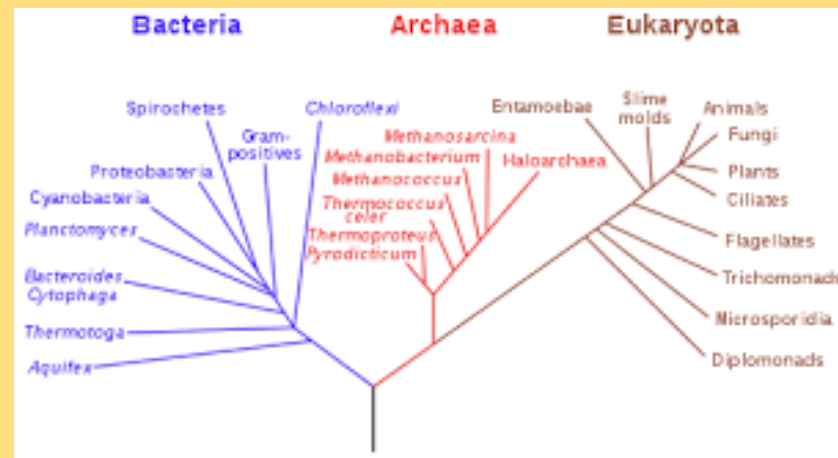 Bacteria
Archaea
Eukaryota
Spirochetes
Chloroflexi
Gram-
positives
Proteobacteria
Cyanobacteria
Planctomyces
Bacteroides
Cytophaga
Thermotoga
Aquifex
Methanosarcina
Methanobacterium
Haloarchaea
Methanococcus
Thermococcus
celer
Thermoproteus
Pyrodicticum
Entamoebae
Slime
molds
Animals
Fungi
Plants
Ciliates
Flagellates
Trichomonads
Microsporidia
Diplomonads